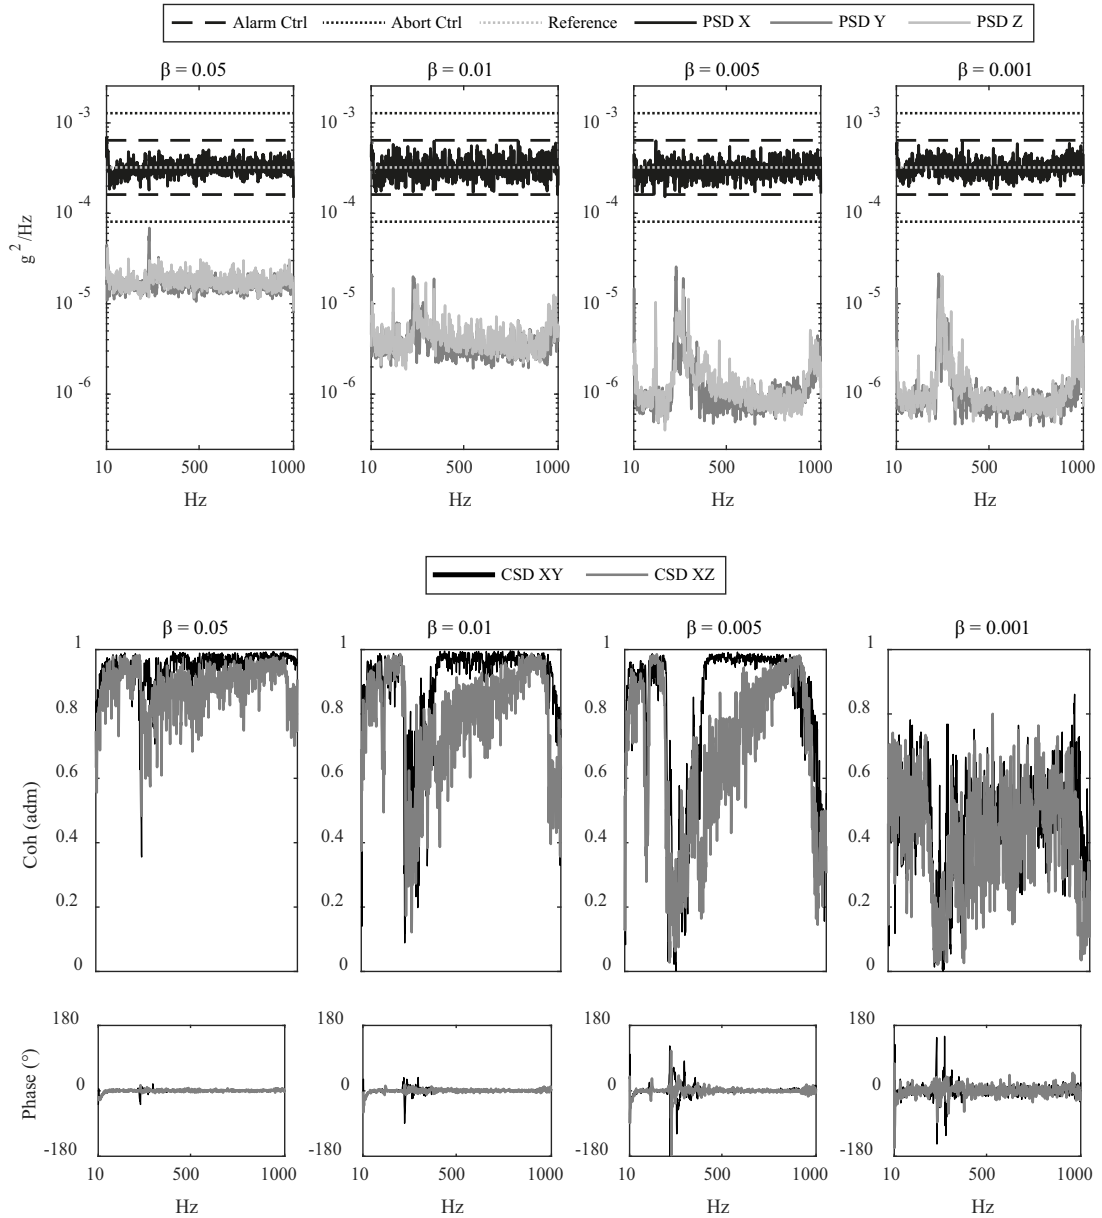 Alarm Ctrl Abort Ctrl Reference PSD X PSD Y PSD Z
β = 0.05 β = 0.01 β = 0.005 β = 0.001
10 -3 10 -3 10 -3 10 -3
10 -4 10 -4 10 -4 10 -4
g 2 /Hz
10 -5 10 -5 10 -5 10 -5
10 -6 10 -6 10 -6 10 -6
10 500 1000 10 500 1000 10 500 1000 10 500 1000
Hz Hz Hz Hz
CSD XY CSD XZ
β = 0.05 β = 0.01 β = 0.005 β = 0.001
1 1 1 1
0.8 0.8 0.8 0.8
0.6 0.6 0.6 0.6
Coh (adm)
0.4 0.4 0.4 0.4
0.2 0.2 0.2 0.2
0 0 0 0
180 180 180 180
Phase (°)
0 0 0 0
-180 -180 -180 -180
10 500 1000 10 500 1000 10 500 1000 10 500 1000
Hz Hz Hz Hz